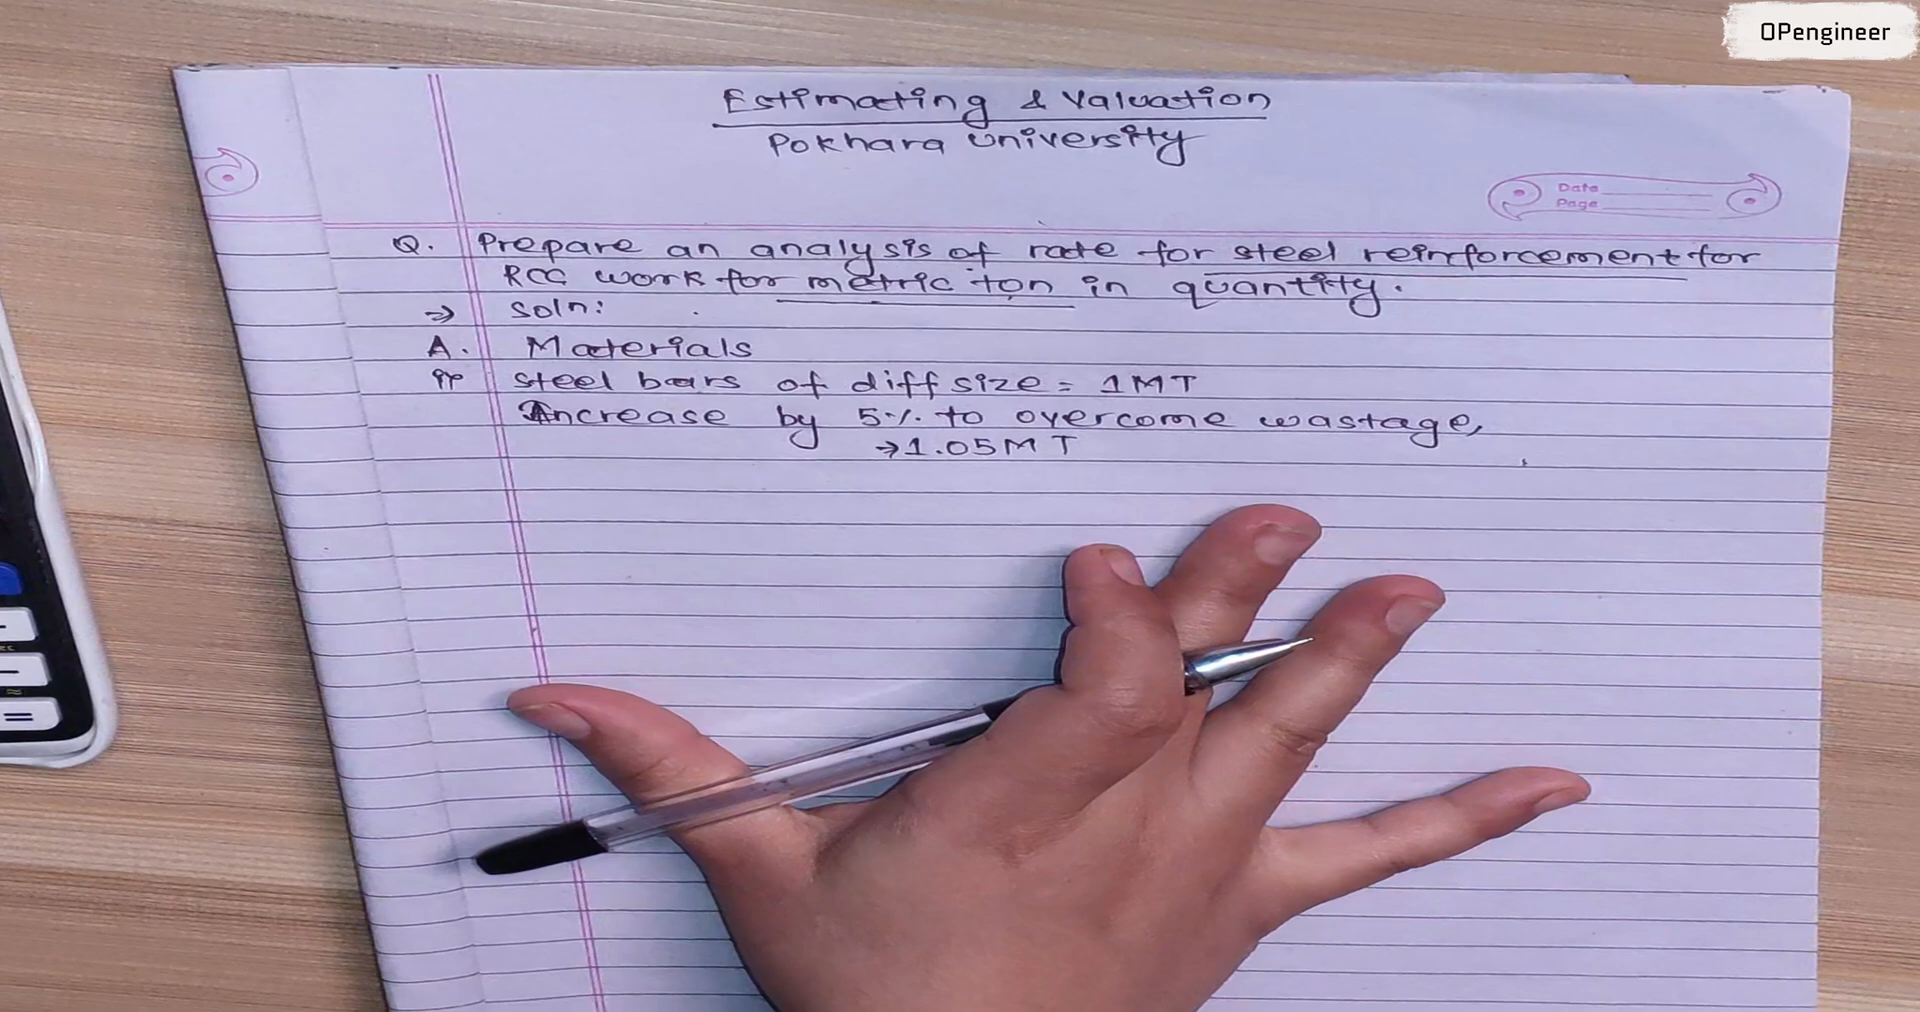 OPengineer
Estimating & Valuation
Pokhara University
Date
Page
Q. Prepare an analysis of rate for steel reinforcement for
RCC work for metric ton in quantity.
⇒ Soln:
A. Materials
steel bars of diff size = 1MT
Increase by 5% to overcome wastage,
→ 1.05MT
=